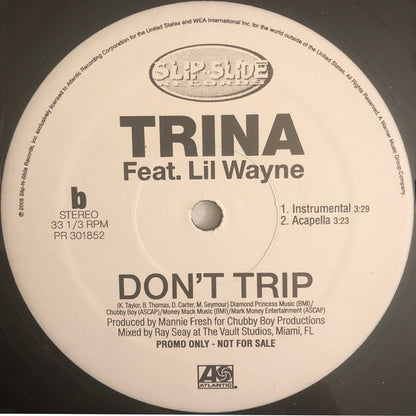 ℗ 2005 Slip-N-Slide Records, Inc. exclusively licensed to Atlantic Recording Corporation for the United States and WEA International Inc. for the world outside of the United States. All Rights Reserved. A Warner Music Group Company.
SLIP-N-SLIDE
RECORDS
TRINA
Feat. Lil Wayne
b
STEREO
33 1/3 RPM
PR 301852
1. Instrumental 3:29
2. Acapella 3:23
DON'T TRIP
(K. Taylor, B. Thomas, D. Carter, M. Seymour) Diamond Princess Music (BMI)/
Chubby Boy (ASCAP)/Money Mack Music (BMI)/Mark Money Entertainment (ASCAP)
Produced by Mannie Fresh for Chubby Boy Productions
Mixed by Ray Seay at The Vault Studios, Miami, FL
PROMO ONLY - NOT FOR SALE
ATLANTIC